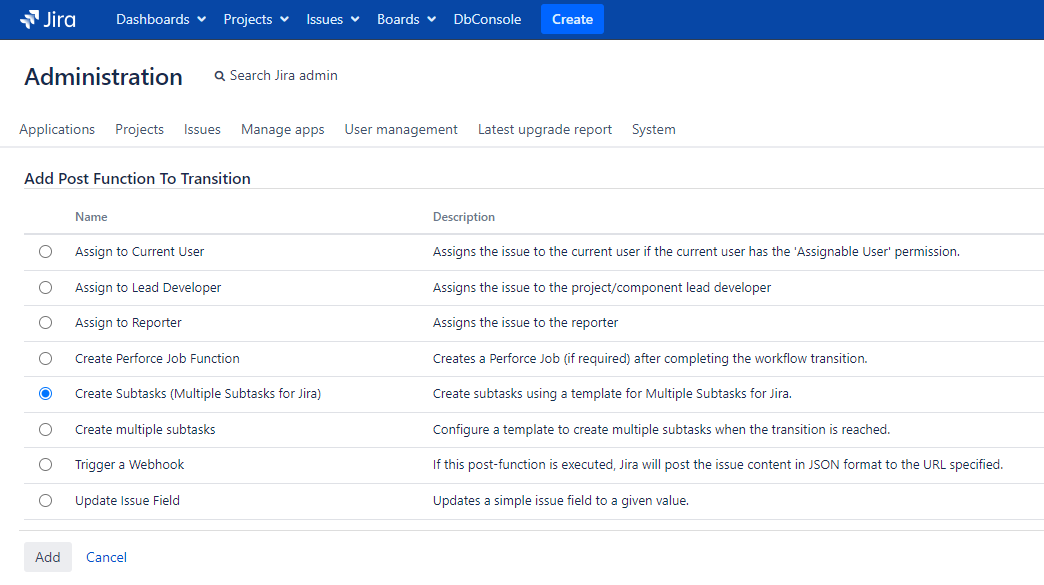 Jira Dashboards Projects Issues Boards DbConsole Create
Administration Search Jira admin
Applications Projects Issues Manage apps User management Latest upgrade report System
Add Post Function To Transition
Name Description
Assign to Current User Assigns the issue to the current user if the current user has the 'Assignable User' permission.
Assign to Lead Developer Assigns the issue to the project/component lead developer
Assign to Reporter Assigns the issue to the reporter
Create Perforce Job Function Creates a Perforce Job (if required) after completing the workflow transition.
Create Subtasks (Multiple Subtasks for Jira) Create subtasks using a template for Multiple Subtasks for Jira.
Create multiple subtasks Configure a template to create multiple subtasks when the transition is reached.
Trigger a Webhook If this post-function is executed, Jira will post the issue content in JSON format to the URL specified.
Update Issue Field Updates a simple issue field to a given value.
Add Cancel